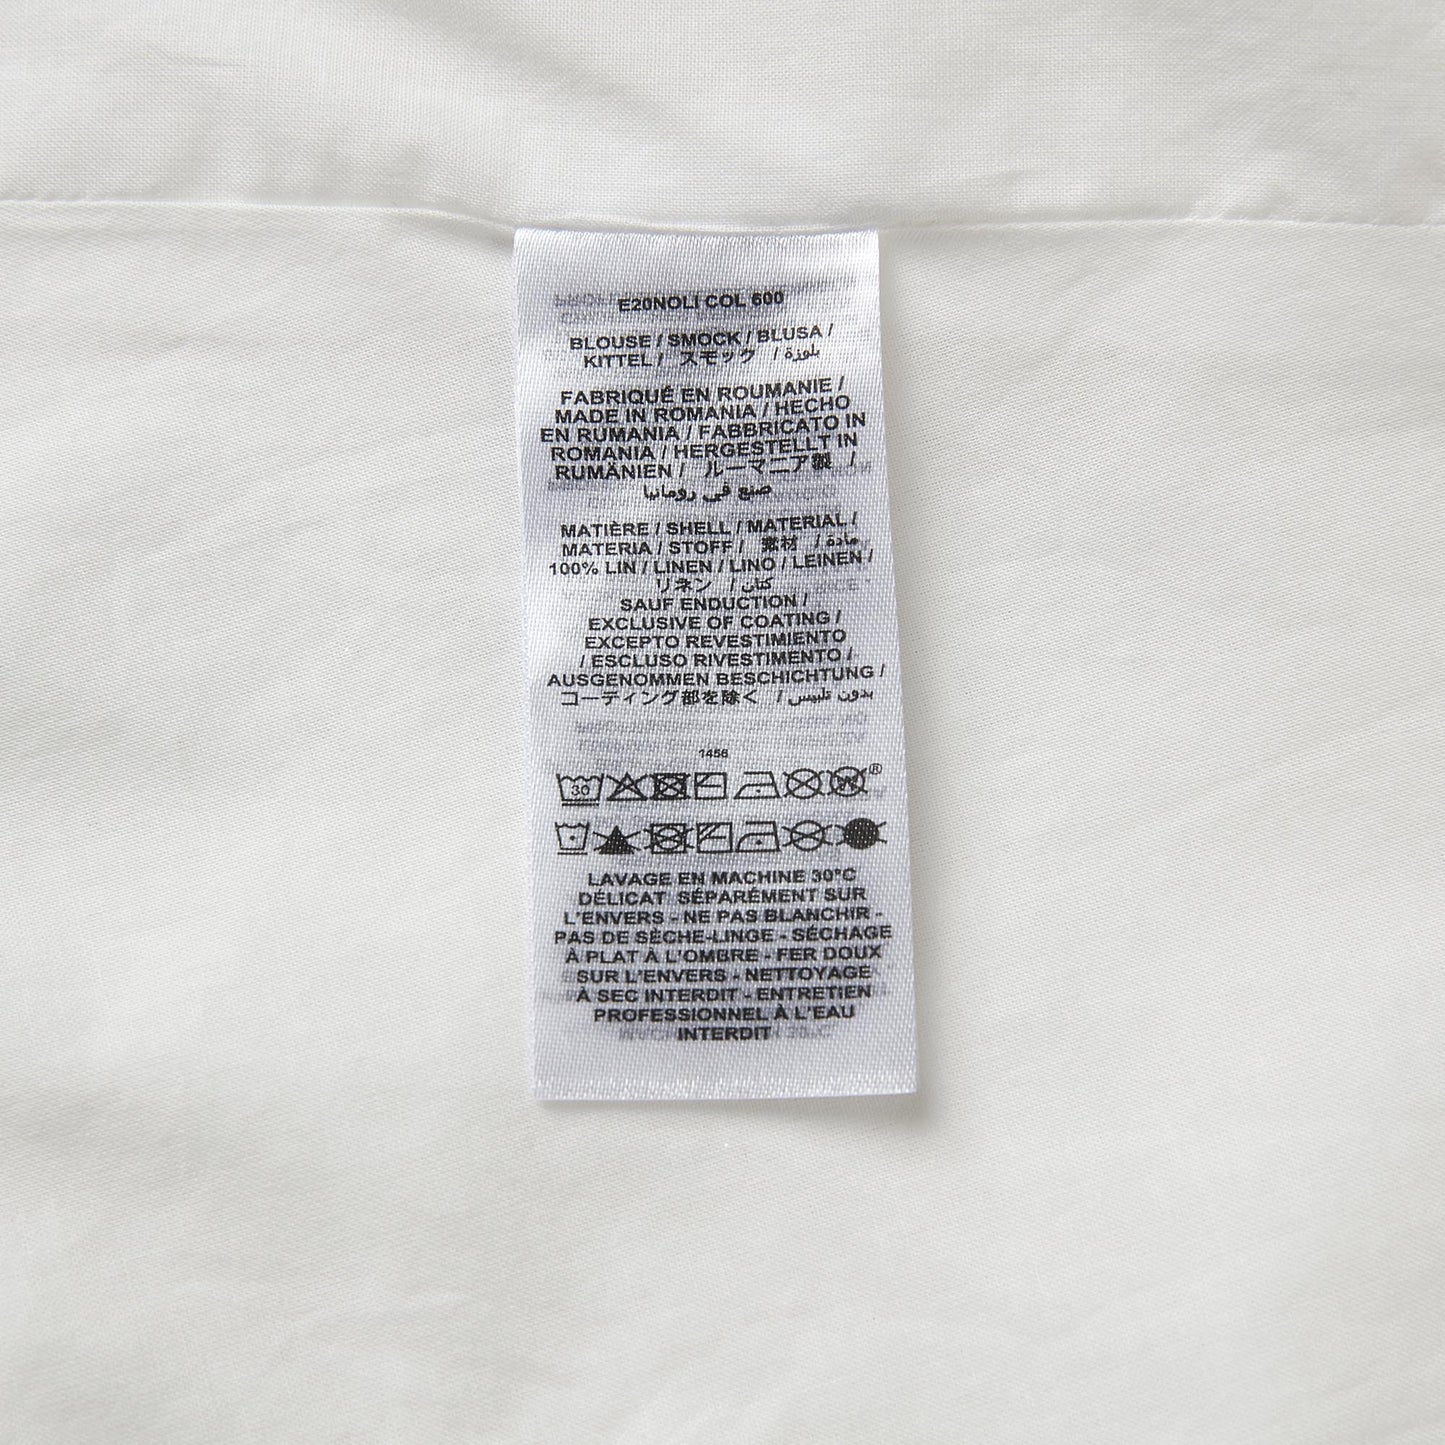 E20NOLI COL 600
BLOUSE / SMOCK / BLUSA /
KITTEL / スモック / بلوزة
FABRIQUÉ EN ROUMANIE /
MADE IN ROMANIA / HECHO
EN RUMANIA / FABBRICATO IN
ROMANIA / HERGESTELLT IN
RUMÄNIEN / ルーマニア製 /
صنع في رومانيا
MATIÈRE / SHELL / MATERIAL /
MATERIA / STOFF / 素材 / مادة
100% LIN / LINEN / LINO / LEINEN /
リネン / كتان
SAUF ENDUCTION /
EXCLUSIVE OF COATING /
EXCEPTO REVESTIMIENTO
/ ESCLUSO RIVESTIMENTO /
AUSGENOMMEN BESCHICHTUNG /
コーティング部を除く / بدون تلبيس
1456
30 ®
LAVAGE EN MACHINE 30°C
DÉLICAT SÉPARÉMENT SUR
L'ENVERS - NE PAS BLANCHIR -
PAS DE SÈCHE-LINGE - SÉCHAGE
À PLAT À L'OMBRE - FER DOUX
SUR L'ENVERS - NETTOYAGE
À SEC INTERDIT - ENTRETIEN
PROFESSIONNEL À L'EAU
INTERDIT